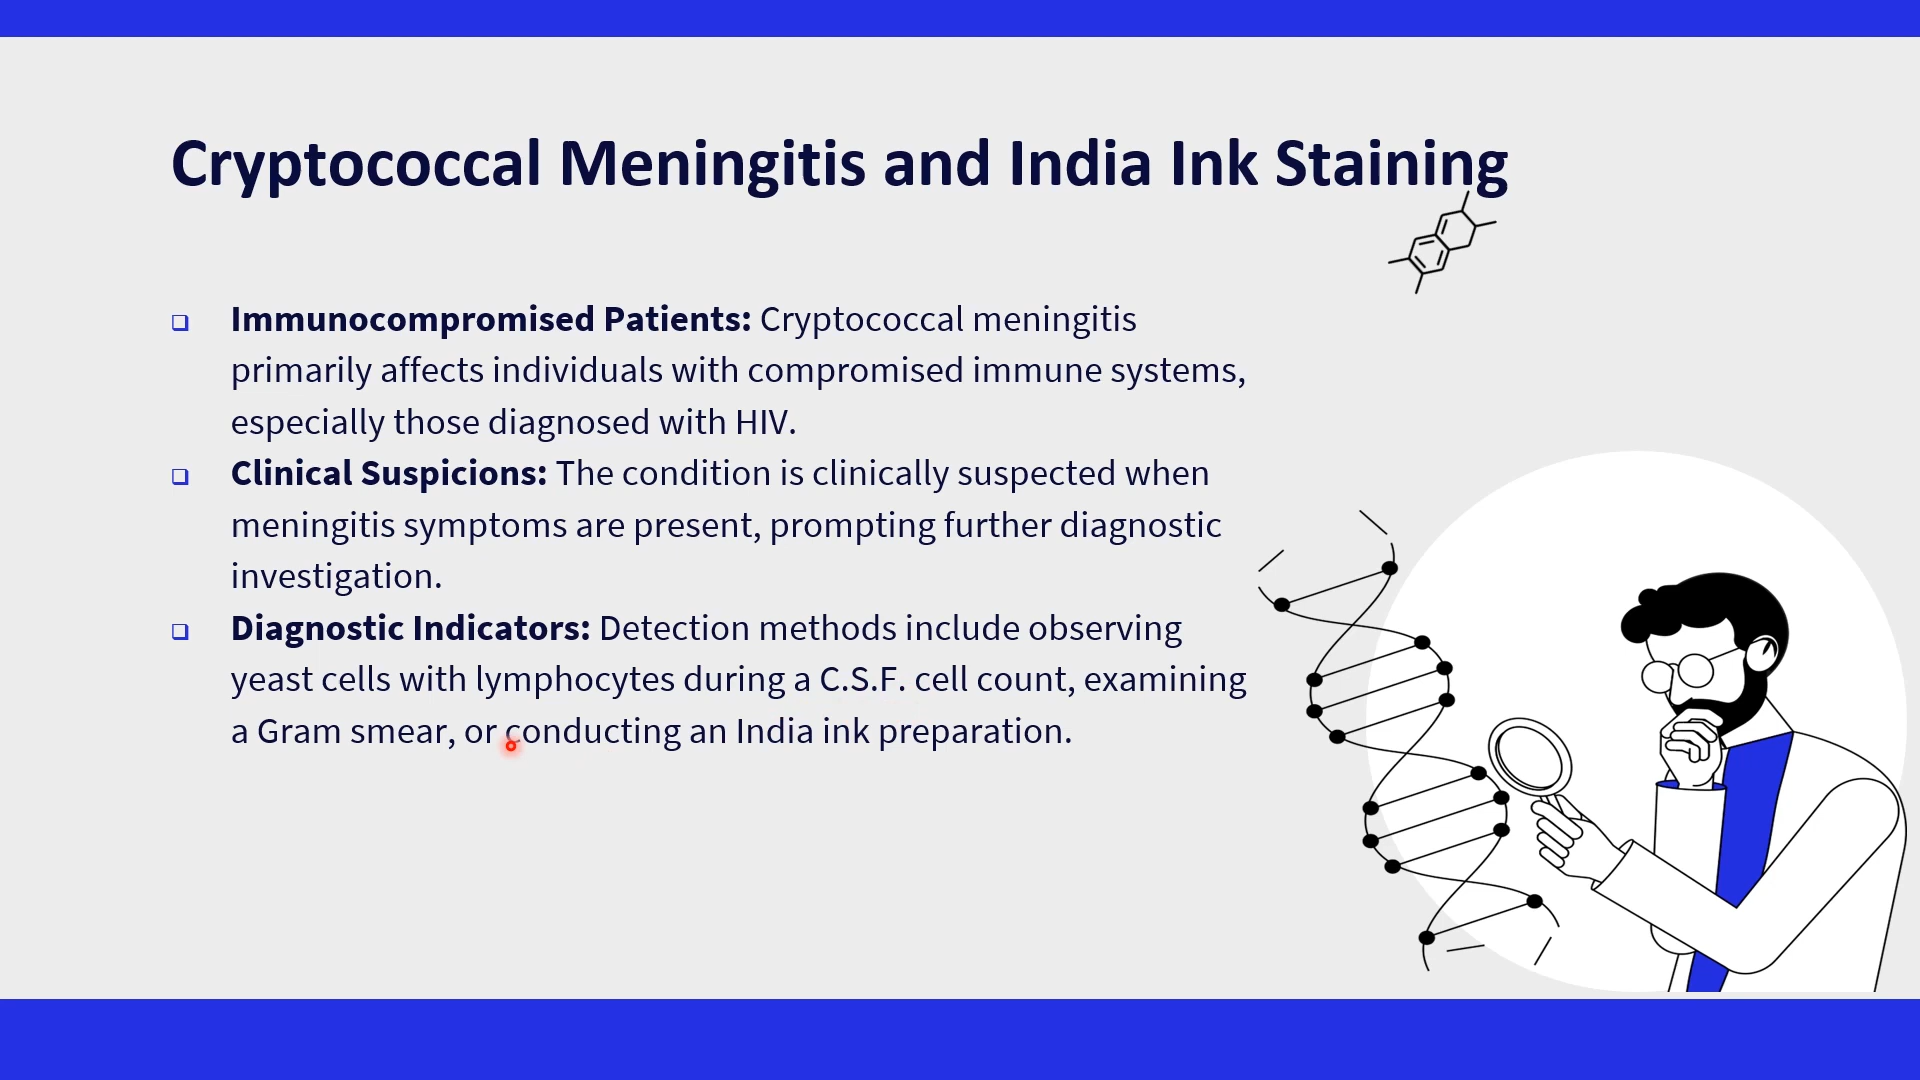 Cryptococcal Meningitis and India Ink Staining
Immunocompromised Patients: Cryptococcal meningitis
primarily affects individuals with compromised immune systems,
especially those diagnosed with HIV.
Clinical Suspicions: The condition is clinically suspected when
meningitis symptoms are present, prompting further diagnostic
investigation.
Diagnostic Indicators: Detection methods include observing
yeast cells with lymphocytes during a C.S.F. cell count, examining
a Gram smear, or conducting an India ink preparation.